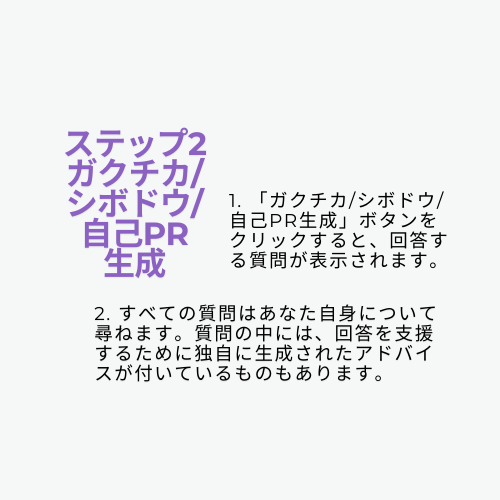 ステップ2
ガクチカ/
シボドウ/
自己PR
生成
1. 「ガクチカ/シボドウ/
自己PR生成」ボタンを
クリックすると、回答す
る質問が表示されます。
2. すべての質問はあなた自身について
尋ねます。質問の中には、回答を支援
するために独自に生成されたアドバイ
スが付いているものもあります。